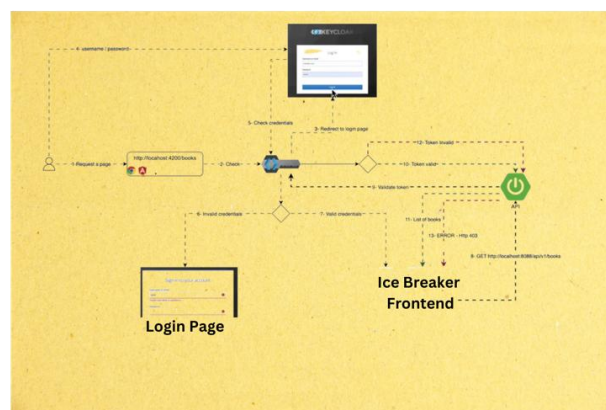 KEYCLOAK
Login
4- username / password
5- Check credentials
3- Redirect to login page
12- Token invalid
1- Request a page
http://localhost:4200/books
2- Check
10- Token valid
9- Validate token
API
6- Invalid credentials
7- Valid credentials
11- List of books
13- ERROR - Http 403
8- GET http://localhost:8088/api/v1/books
Ice Breaker
Frontend
Login Page